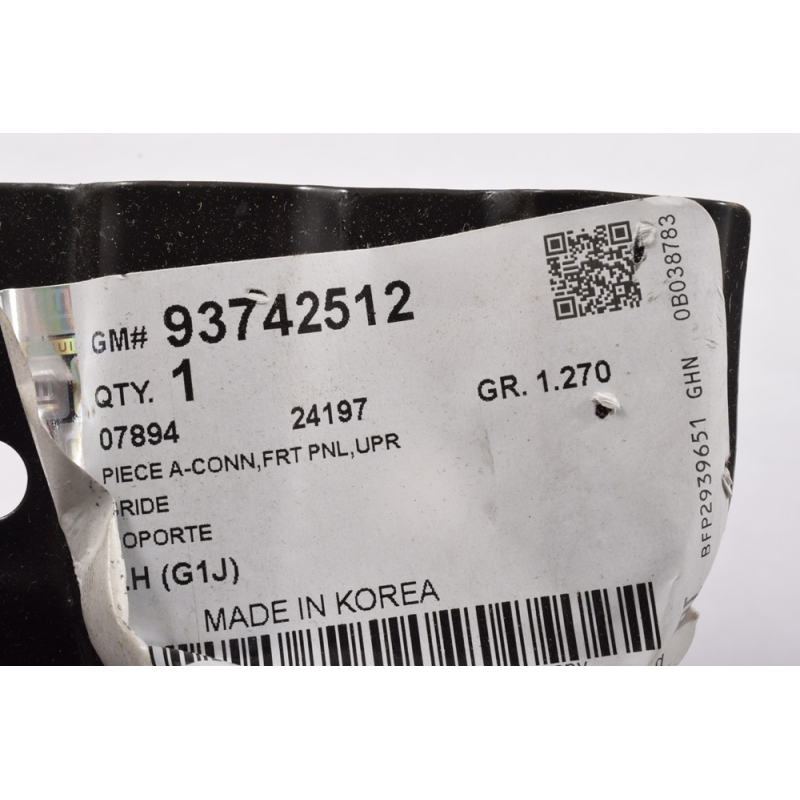 GM# 93742512
QTY. 1
GR. 1.270
07894 24197
PIECE A-CONN,FRT PNL,UPR
RIDE
OPORTE
H (G1J)
MADE IN KOREA
BFP2939651 GHN 0B038783